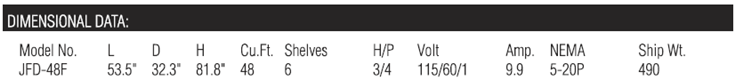 DIMENSIONAL DATA:
Model No. L D H Cu.Ft. Shelves H/P Volt Amp. NEMA Ship Wt.
JFD-48F 53.5" 32.3" 81.8" 48 6 3/4 115/60/1 9.9 5-20P 490